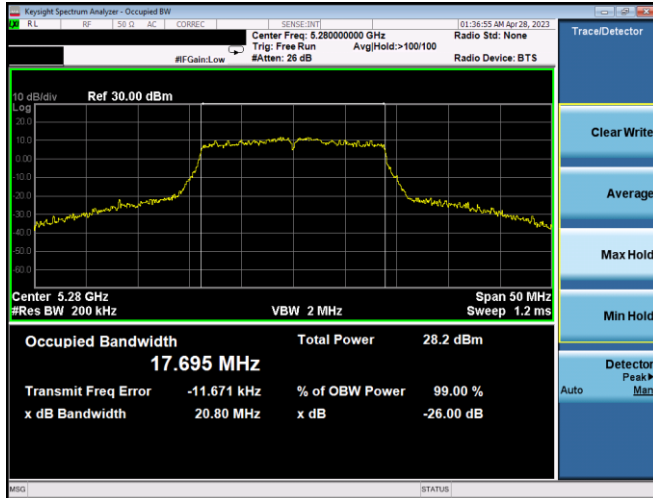 Keysight Spectrum Analyzer - Occupied BW
RL RF 50 Ω AC CORREC SENSE:INT 01:36:55 AM Apr 28, 2023
Center Freq: 5.280000000 GHz Radio Std: None
Trig: Free Run Avg|Hold:>100/100
#IFGain:Low #Atten: 26 dB Radio Device: BTS
Trace/Detector
10 dB/div Ref 30.00 dBm
Log
20.0
10.0
0.00
-10.0
-20.0
-30.0
-40.0
-50.0
-60.0
Center 5.28 GHz Span 50 MHz
#Res BW 200 kHz VBW 2 MHz Sweep 1.2 ms
Occupied Bandwidth Total Power 28.2 dBm
17.695 MHz
Transmit Freq Error -11.671 kHz % of OBW Power 99.00 %
x dB Bandwidth 20.80 MHz x dB -26.00 dB
Clear Write
Average
Max Hold
Min Hold
Detector
Peak▶
Auto Man
MSG STATUS